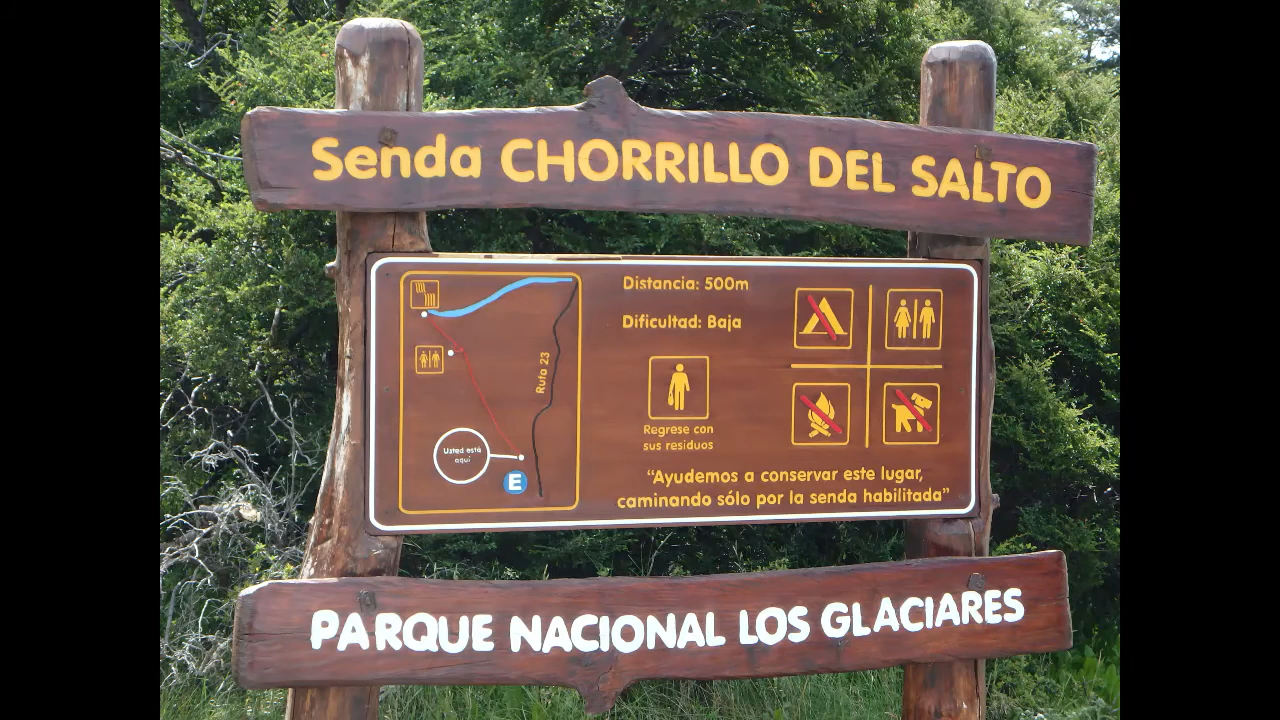 Senda CHORRILLO DEL SALTO
Distancia: 500m
Dificultad: Baja
Ruta 23
Regrese con
sus residuos
Usted está
aquí
E
"Ayudemos a conservar este lugar,
caminando sólo por la senda habilitada"
PARQUE NACIONAL LOS GLACIARES